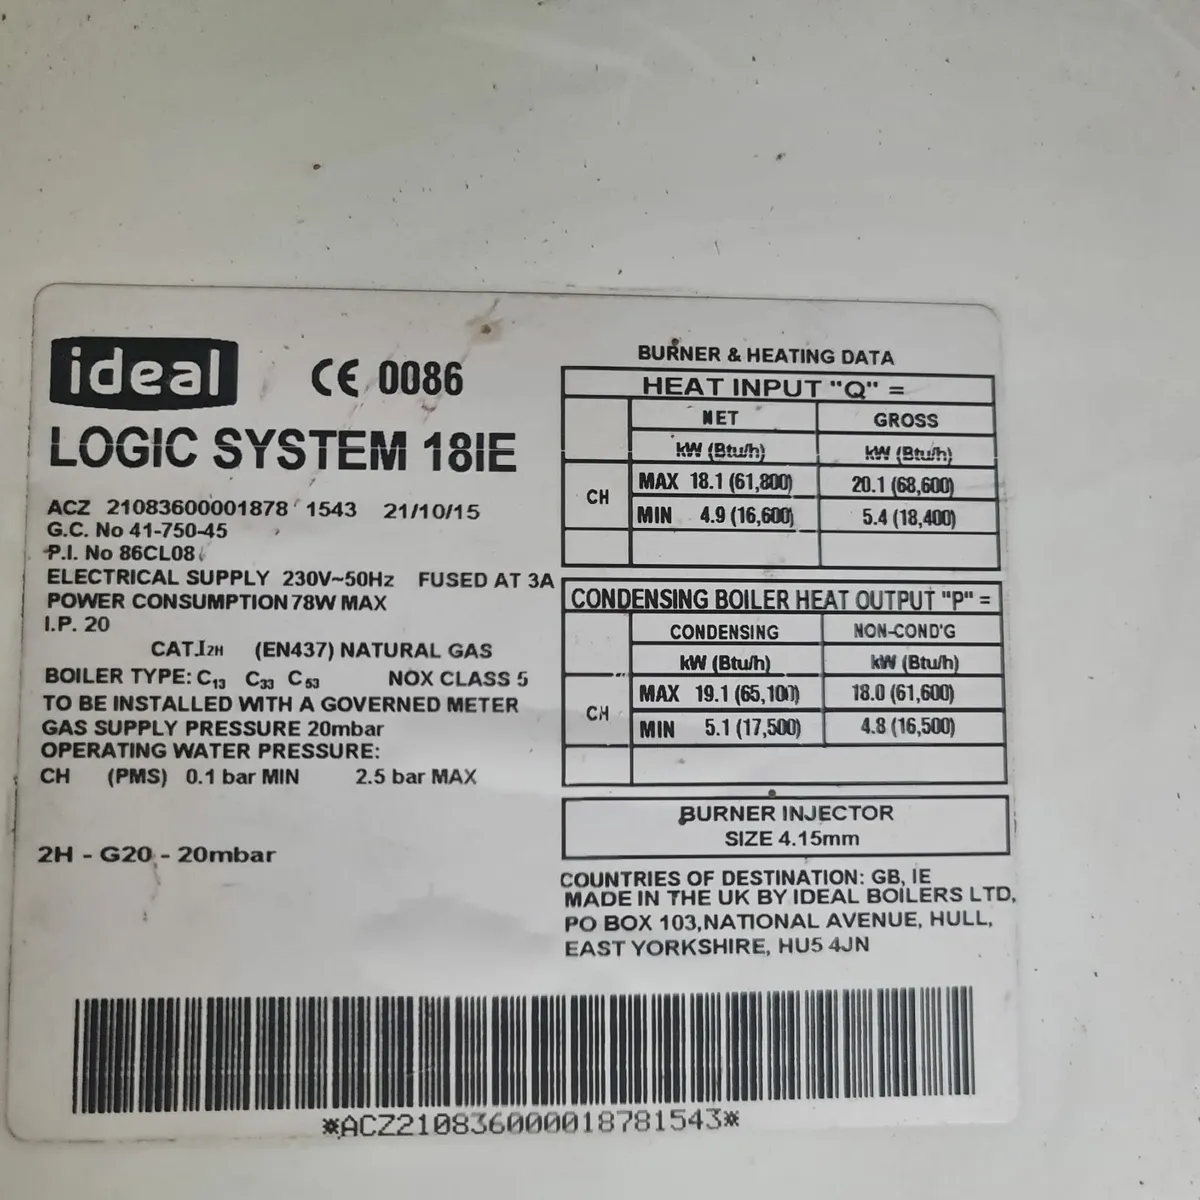 ideal
CE 0086
LOGIC SYSTEM 18IE
ACZ 21083600001878 1543 21/10/15
G.C. No 41-750-45
P.I. No 86CL08
ELECTRICAL SUPPLY 230V~50Hz FUSED AT 3A
POWER CONSUMPTION 78W MAX
I.P. 20
CAT.I2H (EN437) NATURAL GAS
BOILER TYPE: C13 C33 C53 NOX CLASS 5
TO BE INSTALLED WITH A GOVERNED METER
GAS SUPPLY PRESSURE 20mbar
OPERATING WATER PRESSURE:
CH (PMS) 0.1 bar MIN 2.5 bar MAX
2H - G20 - 20mbar
BURNER & HEATING DATA
HEAT INPUT "Q" =
NET GROSS
kW (Btu/h) kW (Btu/h)
CH
MAX 18.1 (61,800) 20.1 (68,600)
MIN 4.9 (16,600) 5.4 (18,400)
CONDENSING BOILER HEAT OUTPUT "P" =
CONDENSING NON-COND'G
kW (Btu/h) kW (Btu/h)
CH
MAX 19.1 (65,100) 18.0 (61,600)
MIN 5.1 (17,500) 4.8 (16,500)
BURNER INJECTOR
SIZE 4.15mm
COUNTRIES OF DESTINATION: GB, IE
MADE IN THE UK BY IDEAL BOILERS LTD,
PO BOX 103,NATIONAL AVENUE, HULL,
EAST YORKSHIRE, HU5 4JN
*ACZ210836000018781543*